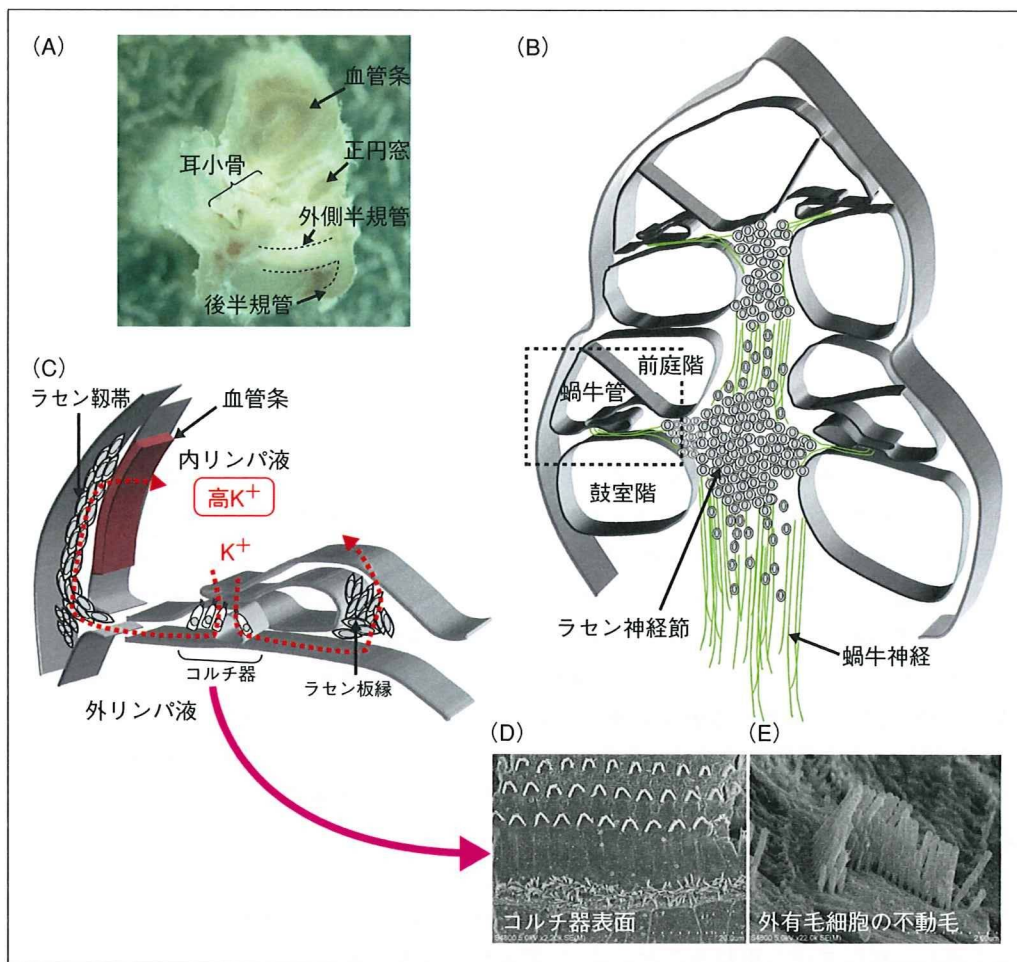 (A)
血管条
正円窓
耳小骨
外側半規管
後半規管
(B)
前庭階
蝸牛管
鼓室階
ラセン神経節
蝸牛神経
(C)
ラセン靱帯
血管条
内リンパ液
高K+
K+
コルチ器
ラセン板縁
外リンパ液
(D)
コルチ器表面
(E)
外有毛細胞の不動毛